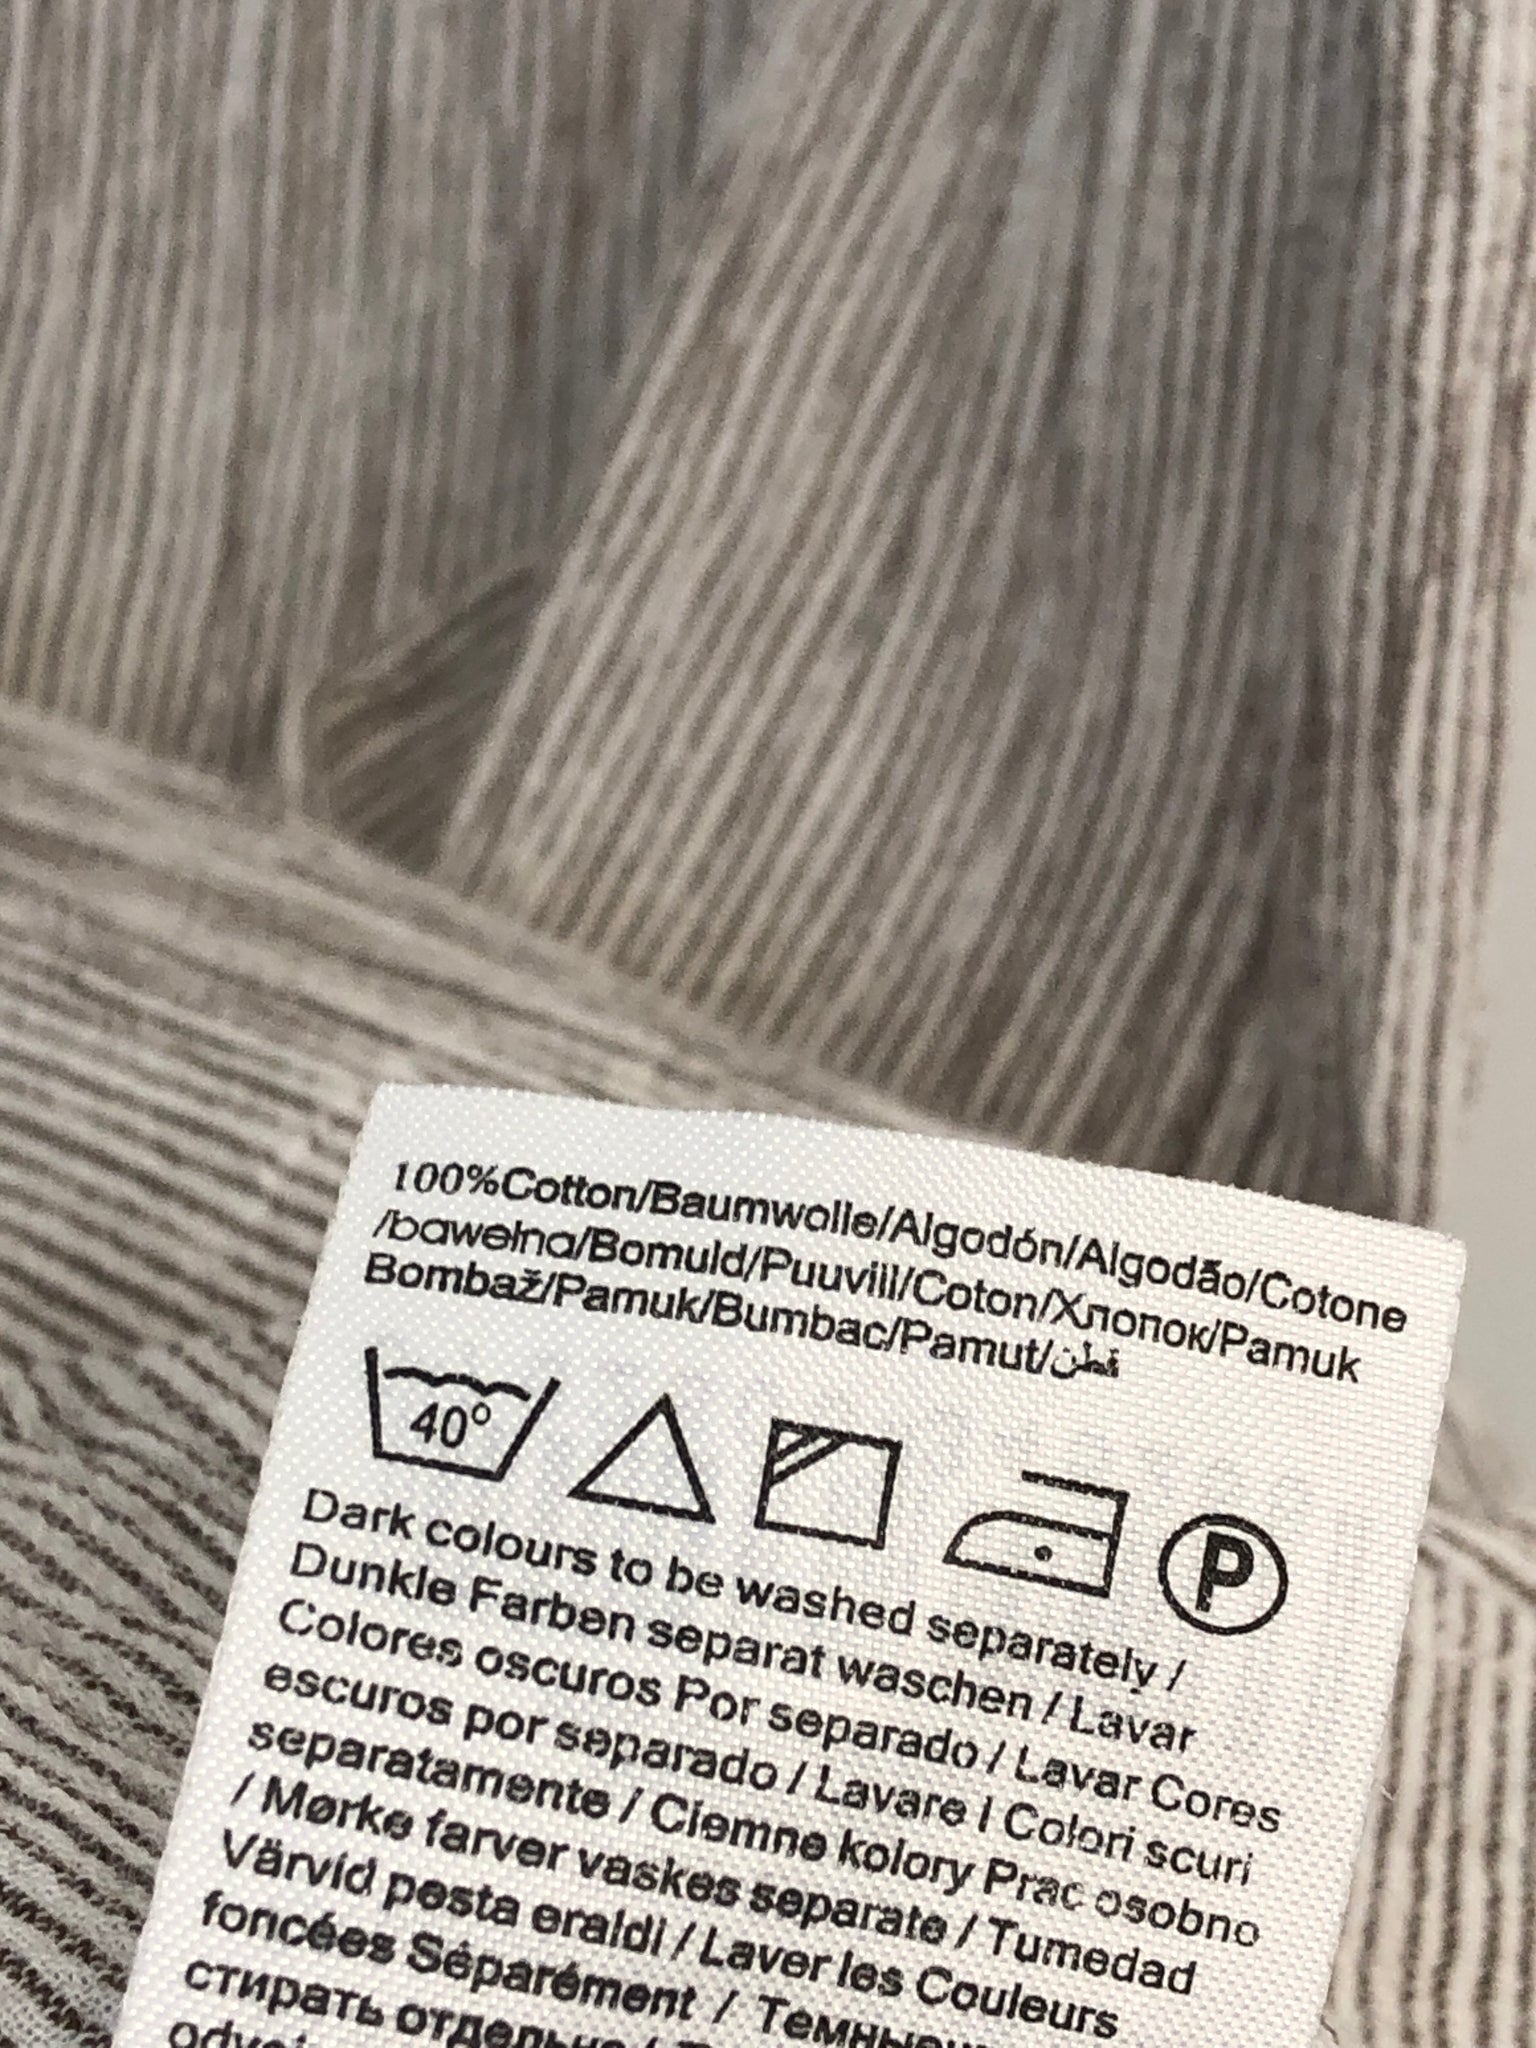 100%Cotton/Baumwolle/Algodón/Algodão/Cotone
/bawełna/Bomuld/Puuvill/Coton/Хлопок/Pamuk
Bombaž/Pamuk/Bumbac/Pamut/قطن
40°
P
Dark colours to be washed separately /
Dunkle Farben separat waschen / Lavar
Colores oscuros Por separado / Lavar Cores
escuros por separado / Lavare I Colori scuri
separatamente / Ciemne kolory Prac osobno
/ Mørke farver vaskes separate / Tumedad
Värvid pesta eraldi / Laver les Couleurs
foncées Séparément /
стирать отдельно /